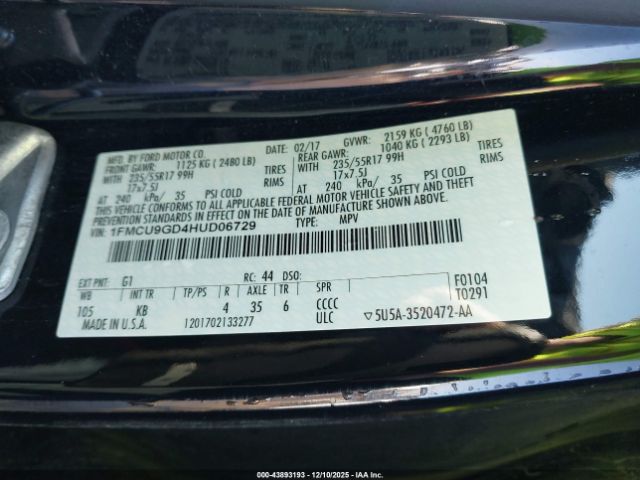 MFD. BY FORD MOTOR CO. DATE: 02/17 GVWR: 2159 KG ( 4760 LB)
FRONT GAWR: 1125 KG ( 2480 LB) REAR GAWR: 1040 KG ( 2293 LB)
WITH 235/55R17 99H TIRES WITH 235/55R17 99H TIRES
17x7.5J RIMS 17x7.5J RIMS
AT 240 kPa/ 35 PSI COLD AT 240 kPa/ 35 PSI COLD
THIS VEHICLE CONFORMS TO ALL APPLICABLE FEDERAL MOTOR VEHICLE SAFETY AND THEFT
PREVENTION STANDARDS IN EFFECT ON THE DATE OF MANUFACTURE SHOWN ABOVE.
VIN: 1FMCU9GD4HUD06729 TYPE: MPV
EXT PNT: G1 RC: 44 DSO: F0104
WB INT TR TP/PS R AXLE TR SPR T0291
105 KB 4 35 6 CCCC
MADE IN U.S.A. 1201702133277 ULC ▽5U5A-3520472-AA
00-43893193 - 12/10/2025 - IAA Inc.